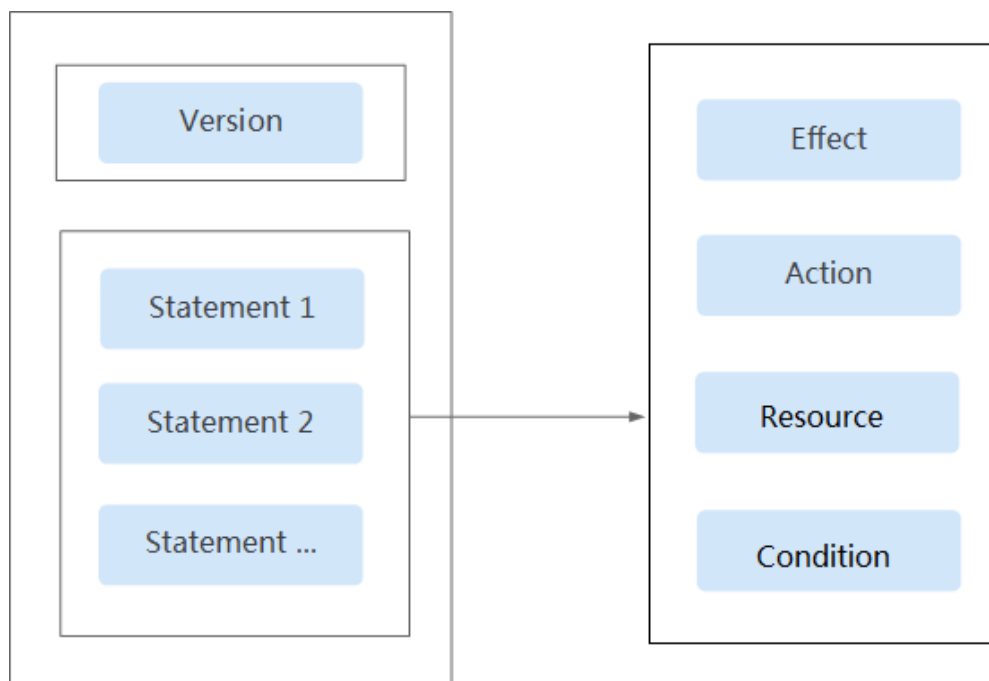 Version
Statement 1
Statement 2
Statement ...
Effect
Action
Resource
Condition